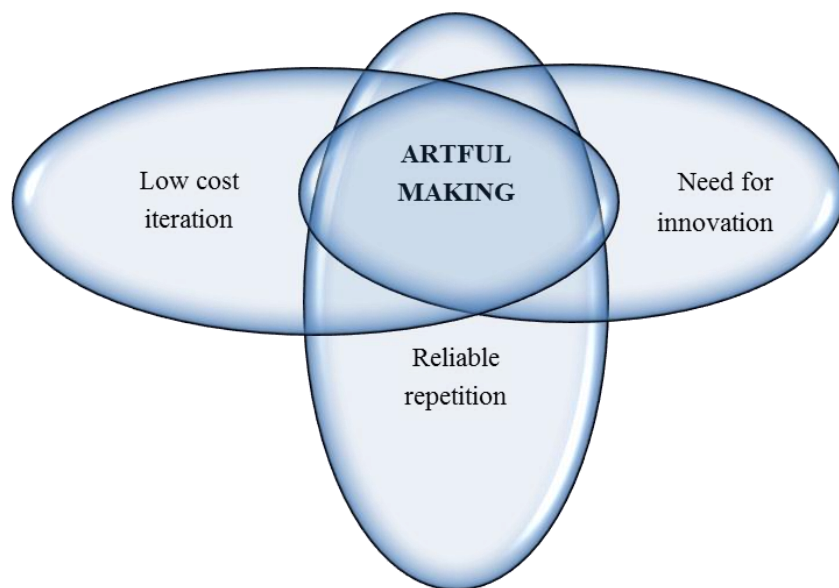 Low cost
iteration
ARTFUL
MAKING
Need for
innovation
Reliable
repetition